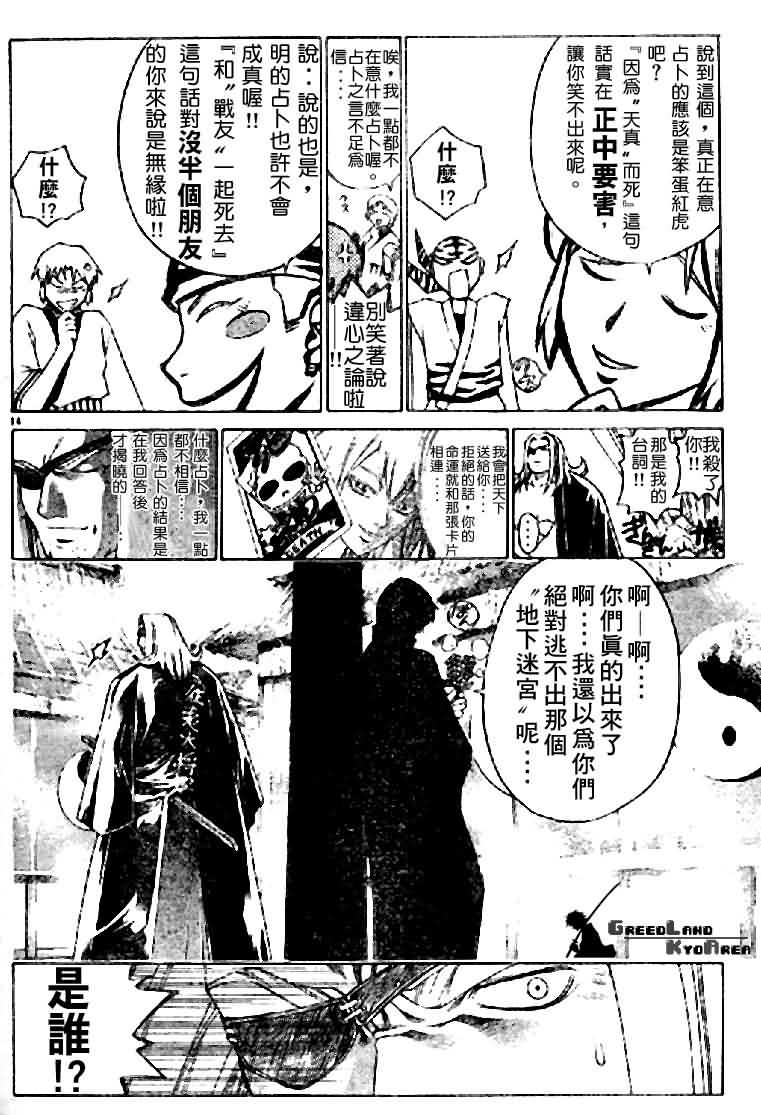 說到這個，真正在意
占卜的應該是笨蛋紅虎
吧？
『因爲〝天真〞而死』這句
話實在正中要害，
讓你笑不出來呢。
什麼!?
唉，我一點都不
在意什麼占卜喔。
占卜之言不足爲
信‥‥
別笑著說
違心之論啦
!!
說‥說的也是，
明的占卜也許不會
成真喔!!
『和〝戰友〞一起死去』
這句話對沒半個朋友
的你來說是無緣啦!!
什麼!?
14
我殺了
你!!
那是我的
台詞!!
‥‥
我會把天下
送給你‥‥
拒絕的話，你的
命運就和那張卡片
相連‥‥
DEATH
什麼占卜，我一點
都不相信‥‥
因爲占卜的結果是
在我回答後
才揭曉的——‥‥
啊—啊‥‥
你們真的出來了
啊‥‥我還以爲你們
絕對逃不出那個
〝地下迷宮〞呢‥‥
GREEDLAND
KYOAREA
是誰!?